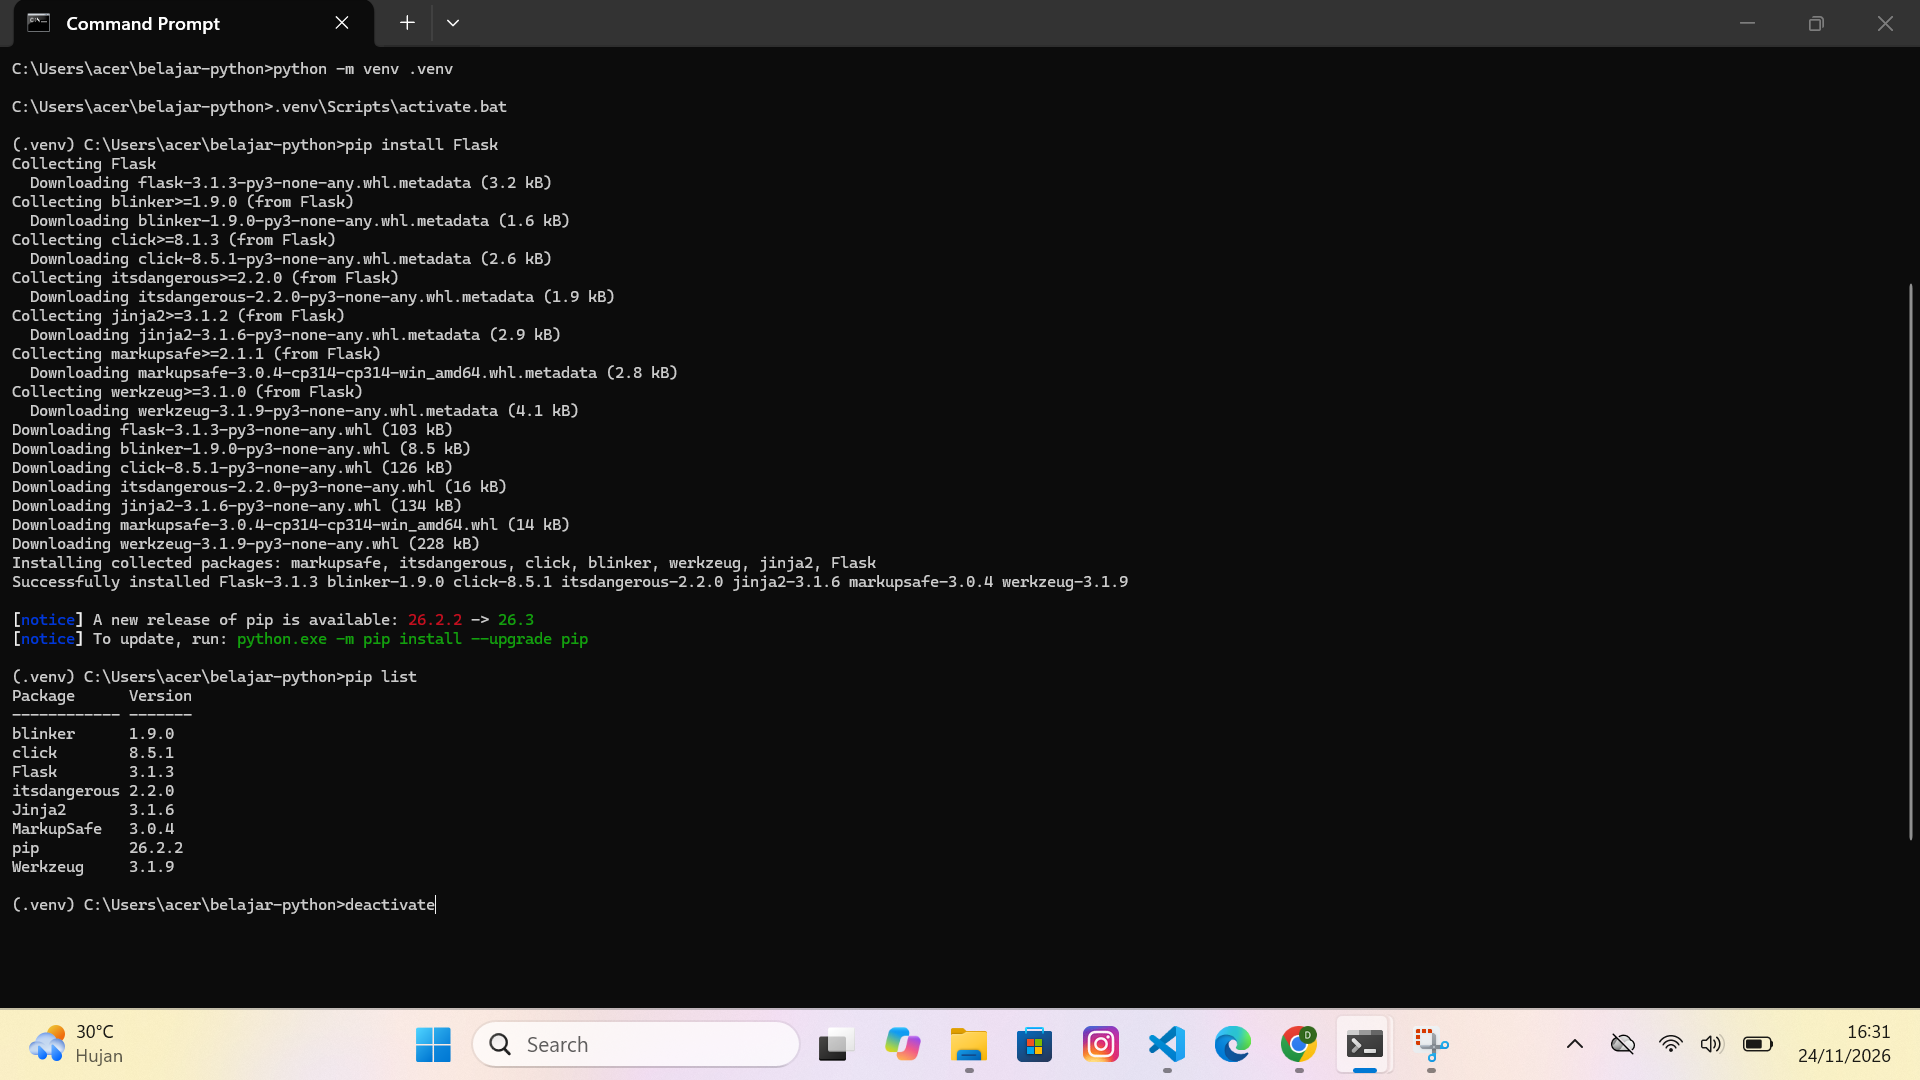 Command Prompt
C:\Users\acer\belajar-python>python -m venv .venv
C:\Users\acer\belajar-python>.venv\Scripts\activate.bat
(.venv) C:\Users\acer\belajar-python>pip install Flask
Collecting Flask
  Downloading flask-3.1.3-py3-none-any.whl.metadata (3.2 kB)
Collecting blinker>=1.9.0 (from Flask)
  Downloading blinker-1.9.0-py3-none-any.whl.metadata (1.6 kB)
Collecting click>=8.1.3 (from Flask)
  Downloading click-8.5.1-py3-none-any.whl.metadata (2.6 kB)
Collecting itsdangerous>=2.2.0 (from Flask)
  Downloading itsdangerous-2.2.0-py3-none-any.whl.metadata (1.9 kB)
Collecting jinja2>=3.1.2 (from Flask)
  Downloading jinja2-3.1.6-py3-none-any.whl.metadata (2.9 kB)
Collecting markupsafe>=2.1.1 (from Flask)
  Downloading markupsafe-3.0.4-cp314-cp314-win_amd64.whl.metadata (2.8 kB)
Collecting werkzeug>=3.1.0 (from Flask)
  Downloading werkzeug-3.1.9-py3-none-any.whl.metadata (4.1 kB)
Downloading flask-3.1.3-py3-none-any.whl (103 kB)
Downloading blinker-1.9.0-py3-none-any.whl (8.5 kB)
Downloading click-8.5.1-py3-none-any.whl (126 kB)
Downloading itsdangerous-2.2.0-py3-none-any.whl (16 kB)
Downloading jinja2-3.1.6-py3-none-any.whl (134 kB)
Downloading markupsafe-3.0.4-cp314-cp314-win_amd64.whl (14 kB)
Downloading werkzeug-3.1.9-py3-none-any.whl (228 kB)
Installing collected packages: markupsafe, itsdangerous, click, blinker, werkzeug, jinja2, Flask
Successfully installed Flask-3.1.3 blinker-1.9.0 click-8.5.1 itsdangerous-2.2.0 jinja2-3.1.6 markupsafe-3.0.4 werkzeug-3.1.9
[notice] A new release of pip is available: 26.2.2 -> 26.3
[notice] To update, run: python.exe -m pip install --upgrade pip
(.venv) C:\Users\acer\belajar-python>pip list
Package      Version
------------ -------
blinker      1.9.0
click        8.5.1
Flask        3.1.3
itsdangerous 2.2.0
Jinja2       3.1.6
MarkupSafe   3.0.4
pip          26.2.2
Werkzeug     3.1.9
(.venv) C:\Users\acer\belajar-python>deactivate
30°C
Hujan
Search
D
16:31
24/11/2026